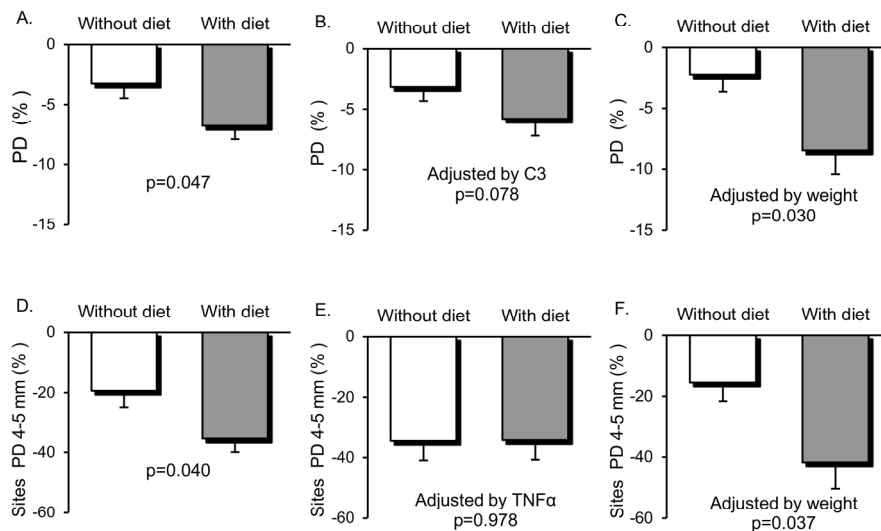 A.
Without diet With diet
0
-5
-10
-15
PD (%)
p=0.047
B.
Without diet With diet
0
-5
-10
-15
PD (%)
Adjusted by C3
p=0.078
C.
Without diet With diet
0
-5
-10
-15
PD (%)
Adjusted by weight
p=0.030
D.
Without diet With diet
0
-20
-40
-60
Sites PD 4-5 mm (%)
p=0.040
E.
Without diet With diet
0
-20
-40
-60
Sites PD 4-5 mm (%)
Adjusted by TNFα
p=0.978
F.
Without diet With diet
0
-20
-40
-60
Sites PD 4-5 mm (%)
Adjusted by weight
p=0.037